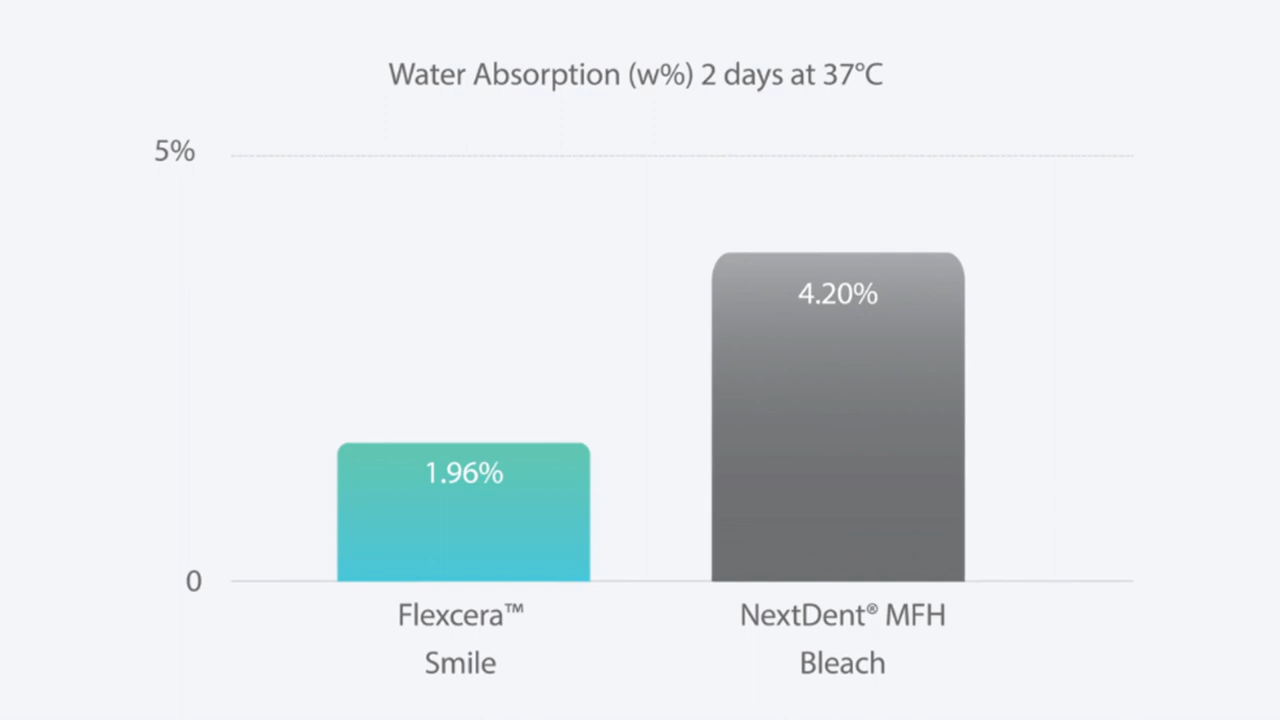 Water Absorption (w%) 2 days at 37°C
5%
4.20%
1.96%
0
Flexcera™ Smile
NextDent® MFH Bleach